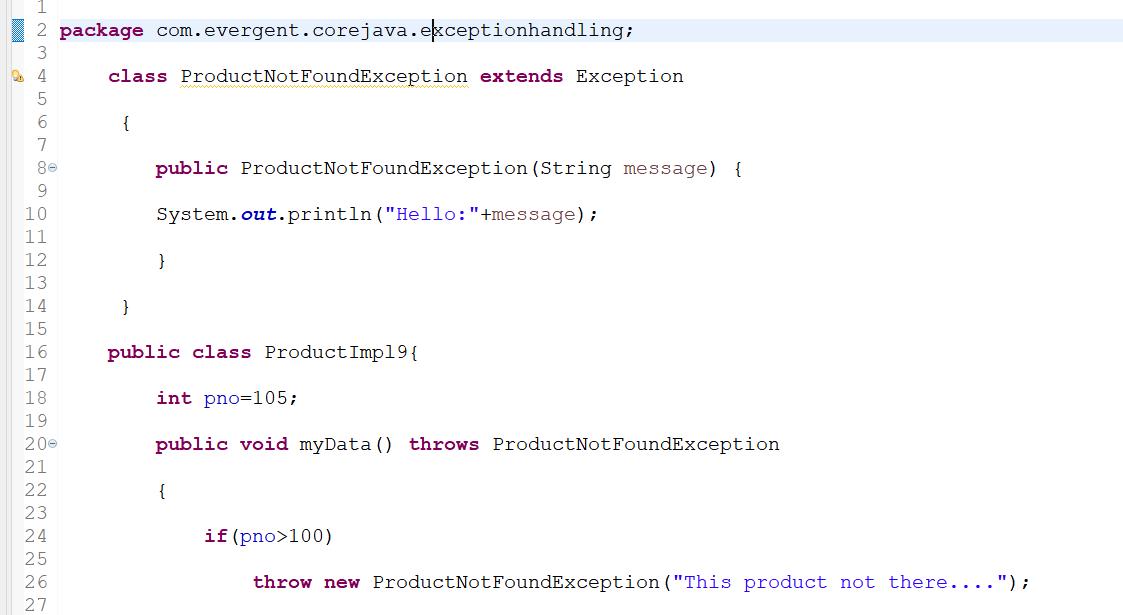 1
2 package com.evergent.corejava.exceptionhandling;
3
4 class ProductNotFoundException extends Exception
5
6 {
7
8 public ProductNotFoundException(String message) {
9
10 System.out.println("Hello:"+message);
11
12 }
13
14 }
15
16 public class ProductImpl9{
17
18 int pno=105;
19
20 public void myData() throws ProductNotFoundException
21
22 {
23
24 if(pno>100)
25
26 throw new ProductNotFoundException("This product not there....");
27